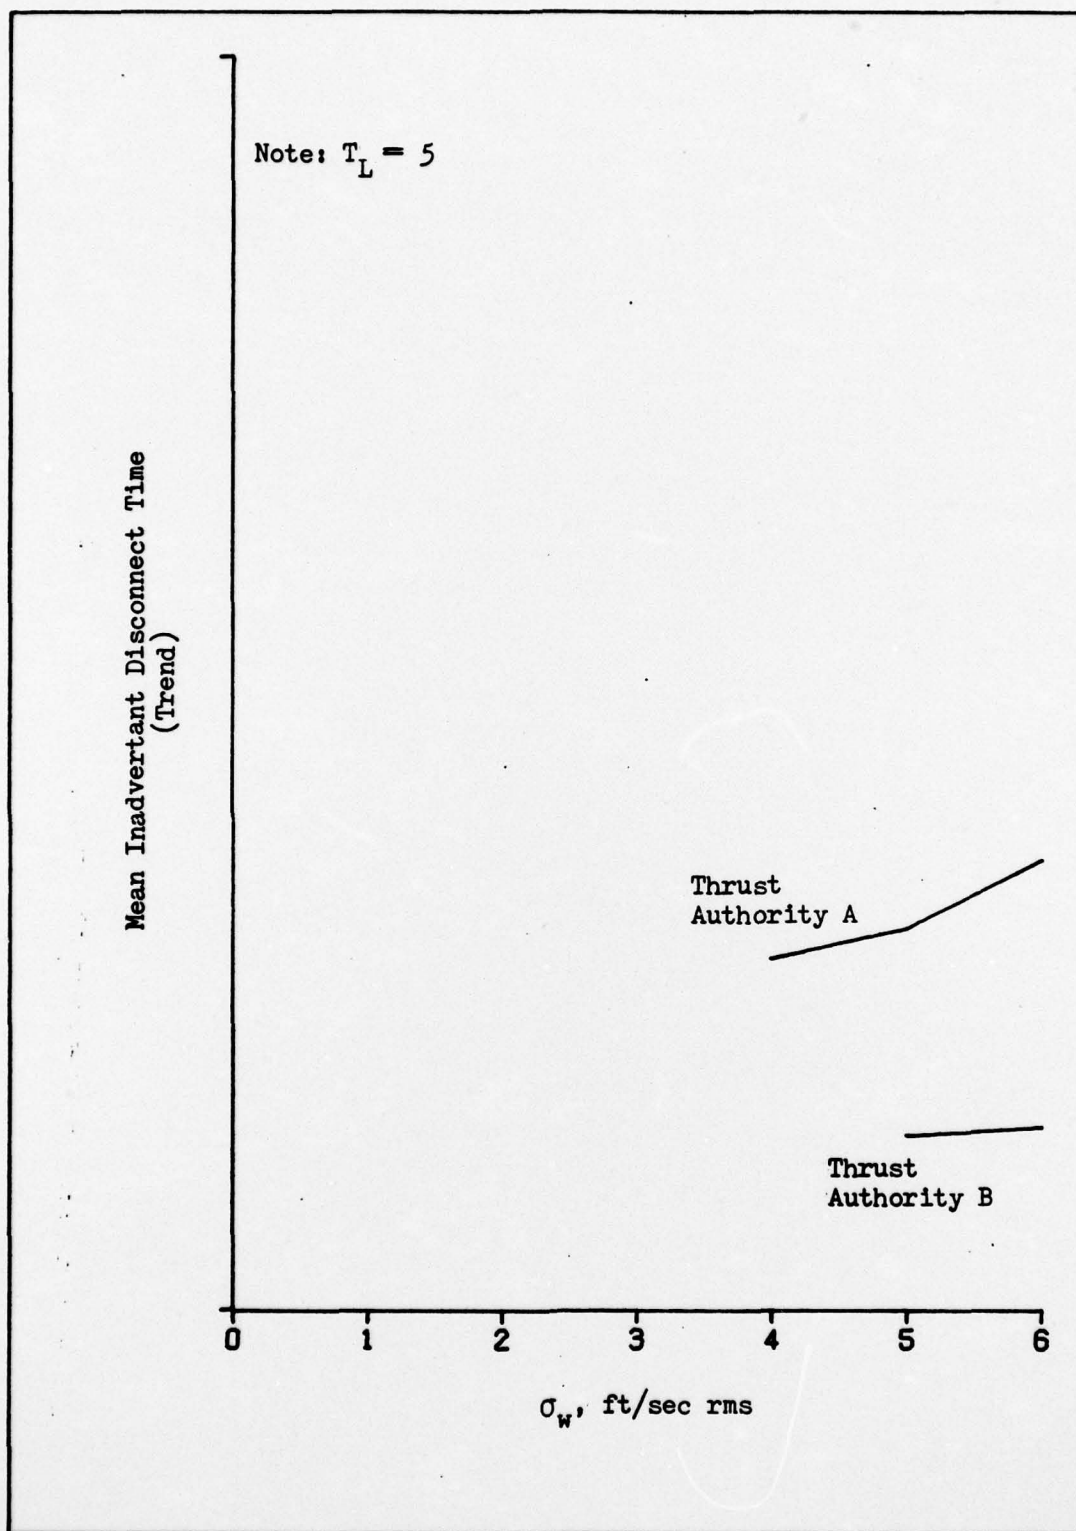 Note: T_L = 5
Mean Inadvertant Disconnect Time
(Trend)
Thrust
Authority A
Thrust
Authority B
0 1 2 3 4 5 6
σ_w, ft/sec rms